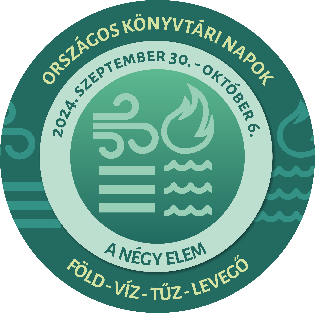 ORSZÁGOS KÖNYVTÁRI NAPOK
2024. SZEPTEMBER 30. - OKTÓBER 6.
A NÉGY ELEM
FÖLD - VÍZ - TŰZ - LEVEGŐ